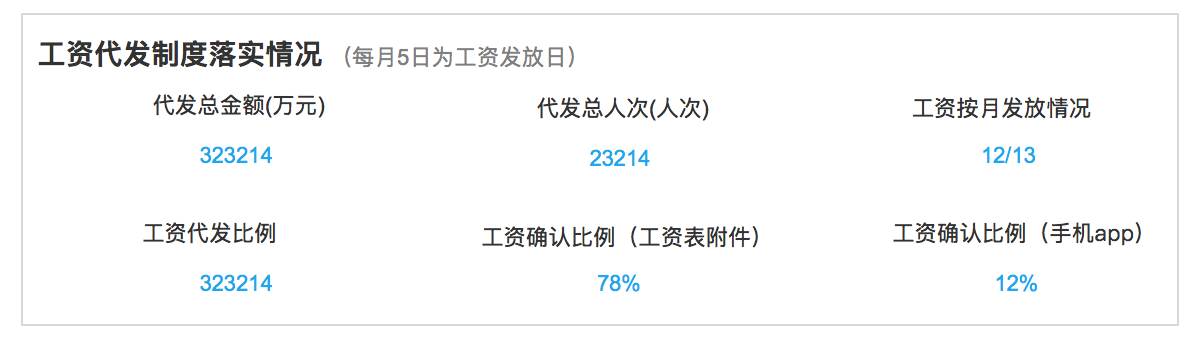 工资代发制度落实情况 （每月5日为工资发放日）
代发总金额(万元) 代发总人次(人次) 工资按月发放情况
323214 23214 12/13
工资代发比例 工资确认比例（工资表附件） 工资确认比例（手机app）
323214 78% 12%